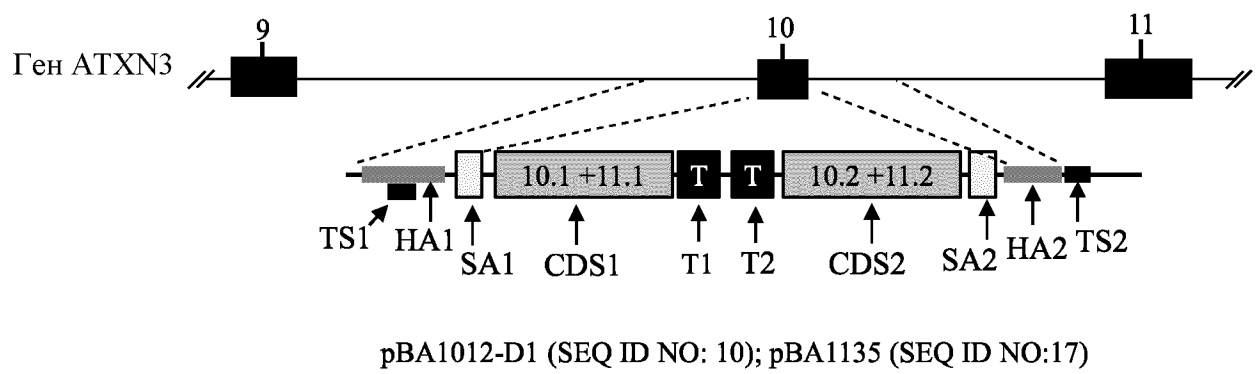 9 10 11
Ген ATXN3
10.1 +11.1 T T 10.2 +11.2
TS1 HA1 SA1 CDS1 T1 T2 CDS2 SA2 HA2 TS2
pBA1012-D1 (SEQ ID NO: 10); pBA1135 (SEQ ID NO:17)